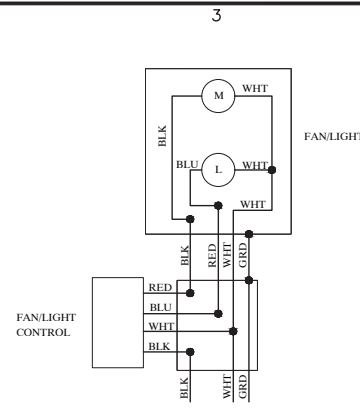 3
M
WHT
BLK
FAN/LIGHT
BLU
L
WHT
WHT
BLK
RED
WHT
GRD
RED
BLU
FAN/LIGHT
CONTROL
WHT
BLK
BLK
WHT
GRD